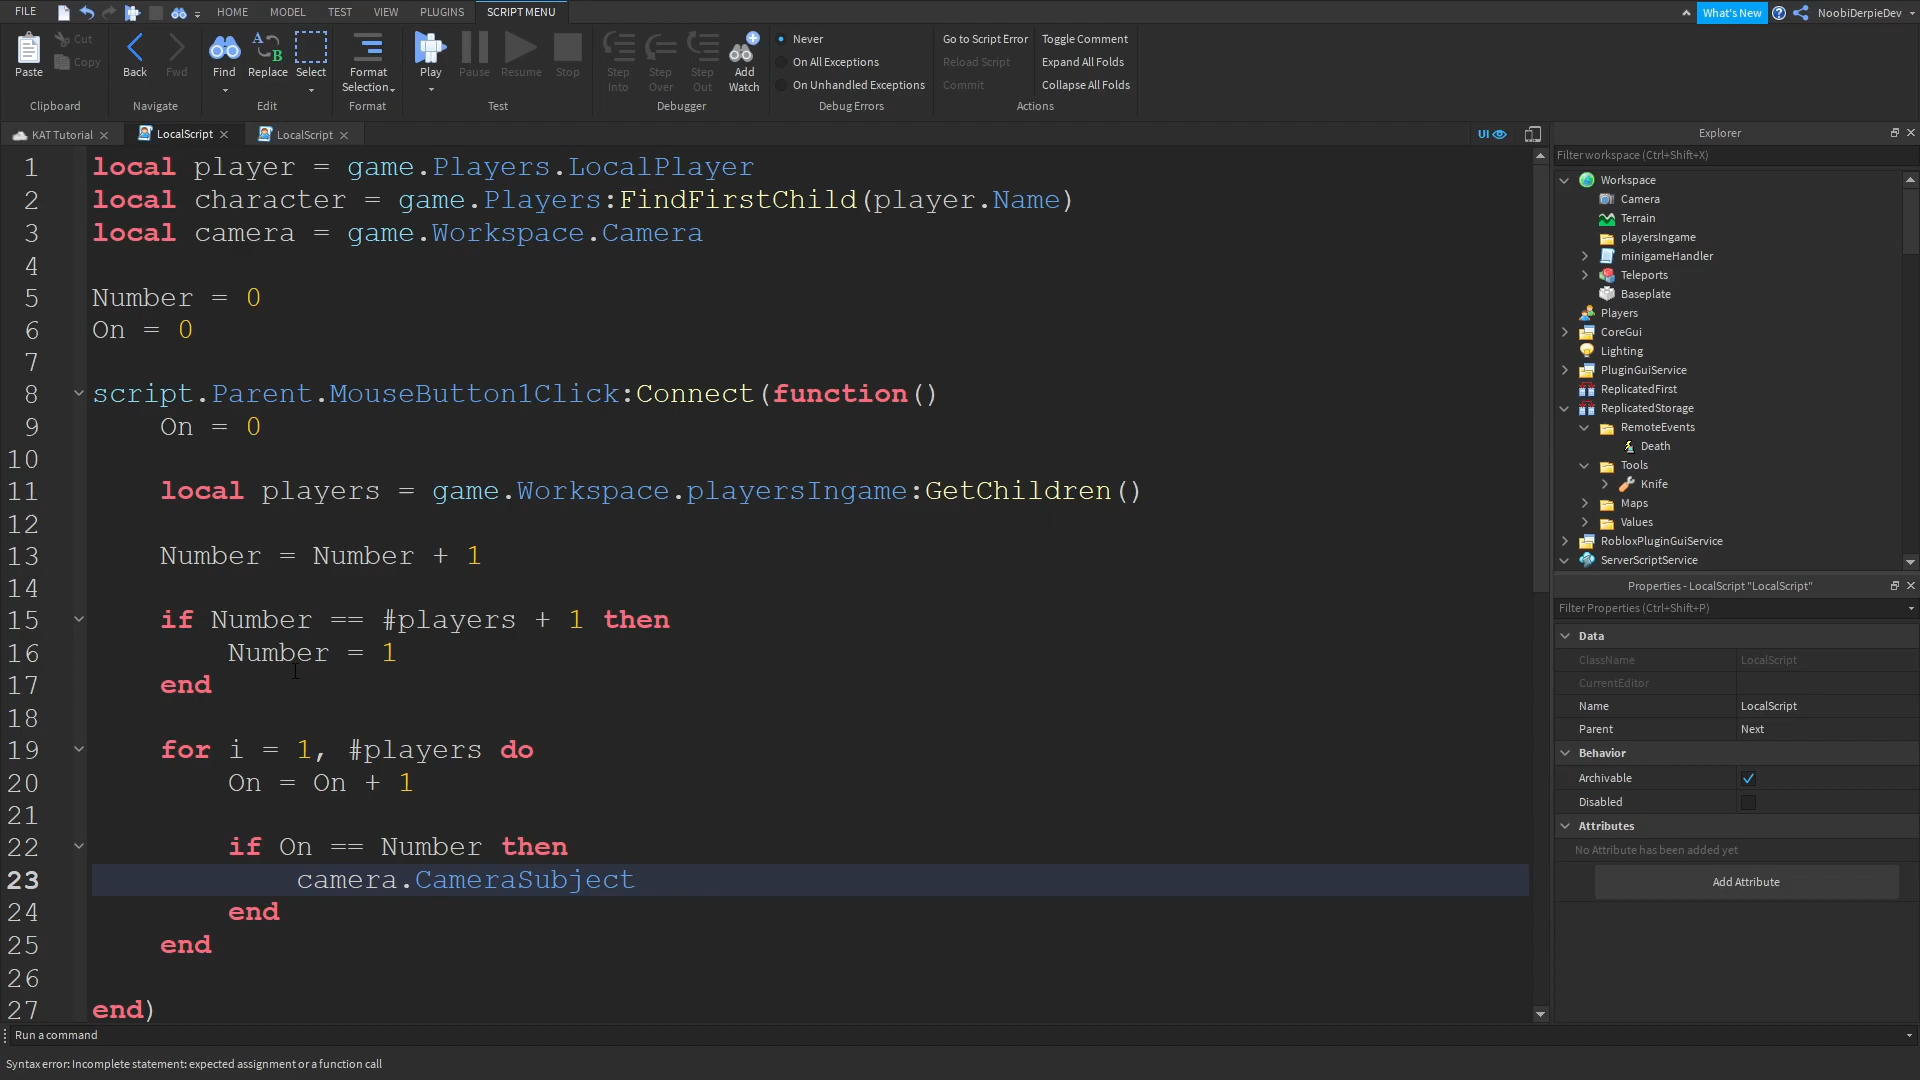 FILE HOME MODEL TEST VIEW PLUGINS SCRIPT MENU What's New NoobiDerpieDev
Paste Cut Copy Clipboard
Back Fwd Navigate
Find Replace Select Edit
Format Selection Format
Play Pause Resume Stop Test
Step Into Step Over Step Out Add Watch Debugger
Never
On All Exceptions
On Unhandled Exceptions
Debug Errors
Go to Script Error Toggle Comment
Reload Script Expand All Folds
Commit Collapse All Folds
Actions
KAT Tutorial LocalScript LocalScript UI
1 local player = game.Players.LocalPlayer
2 local character = game.Players:FindFirstChild(player.Name)
3 local camera = game.Workspace.Camera
4
5 Number = 0
6 On = 0
7
8 script.Parent.MouseButton1Click:Connect(function()
9 On = 0
10
11 local players = game.Workspace.playersIngame:GetChildren()
12
13 Number = Number + 1
14
15 if Number == #players + 1 then
16 Number = 1
17 end
18
19 for i = 1, #players do
20 On = On + 1
21
22 if On == Number then
23 camera.CameraSubject
24 end
25 end
26
27 end)
Explorer
Filter workspace (Ctrl+Shift+X)
Workspace
Camera
Terrain
playersIngame
minigameHandler
Teleports
Baseplate
Players
CoreGui
Lighting
PluginGuiService
ReplicatedFirst
ReplicatedStorage
RemoteEvents
Death
Tools
Knife
Maps
Values
RobloxPluginGuiService
ServerScriptService
Properties - LocalScript "LocalScript"
Filter Properties (Ctrl+Shift+P)
Data
ClassName LocalScript
CurrentEditor
Name LocalScript
Parent Next
Behavior
Archivable
Disabled
Attributes
No Attribute has been added yet
Add Attribute
Run a command
Syntax error: Incomplete statement: expected assignment or a function call